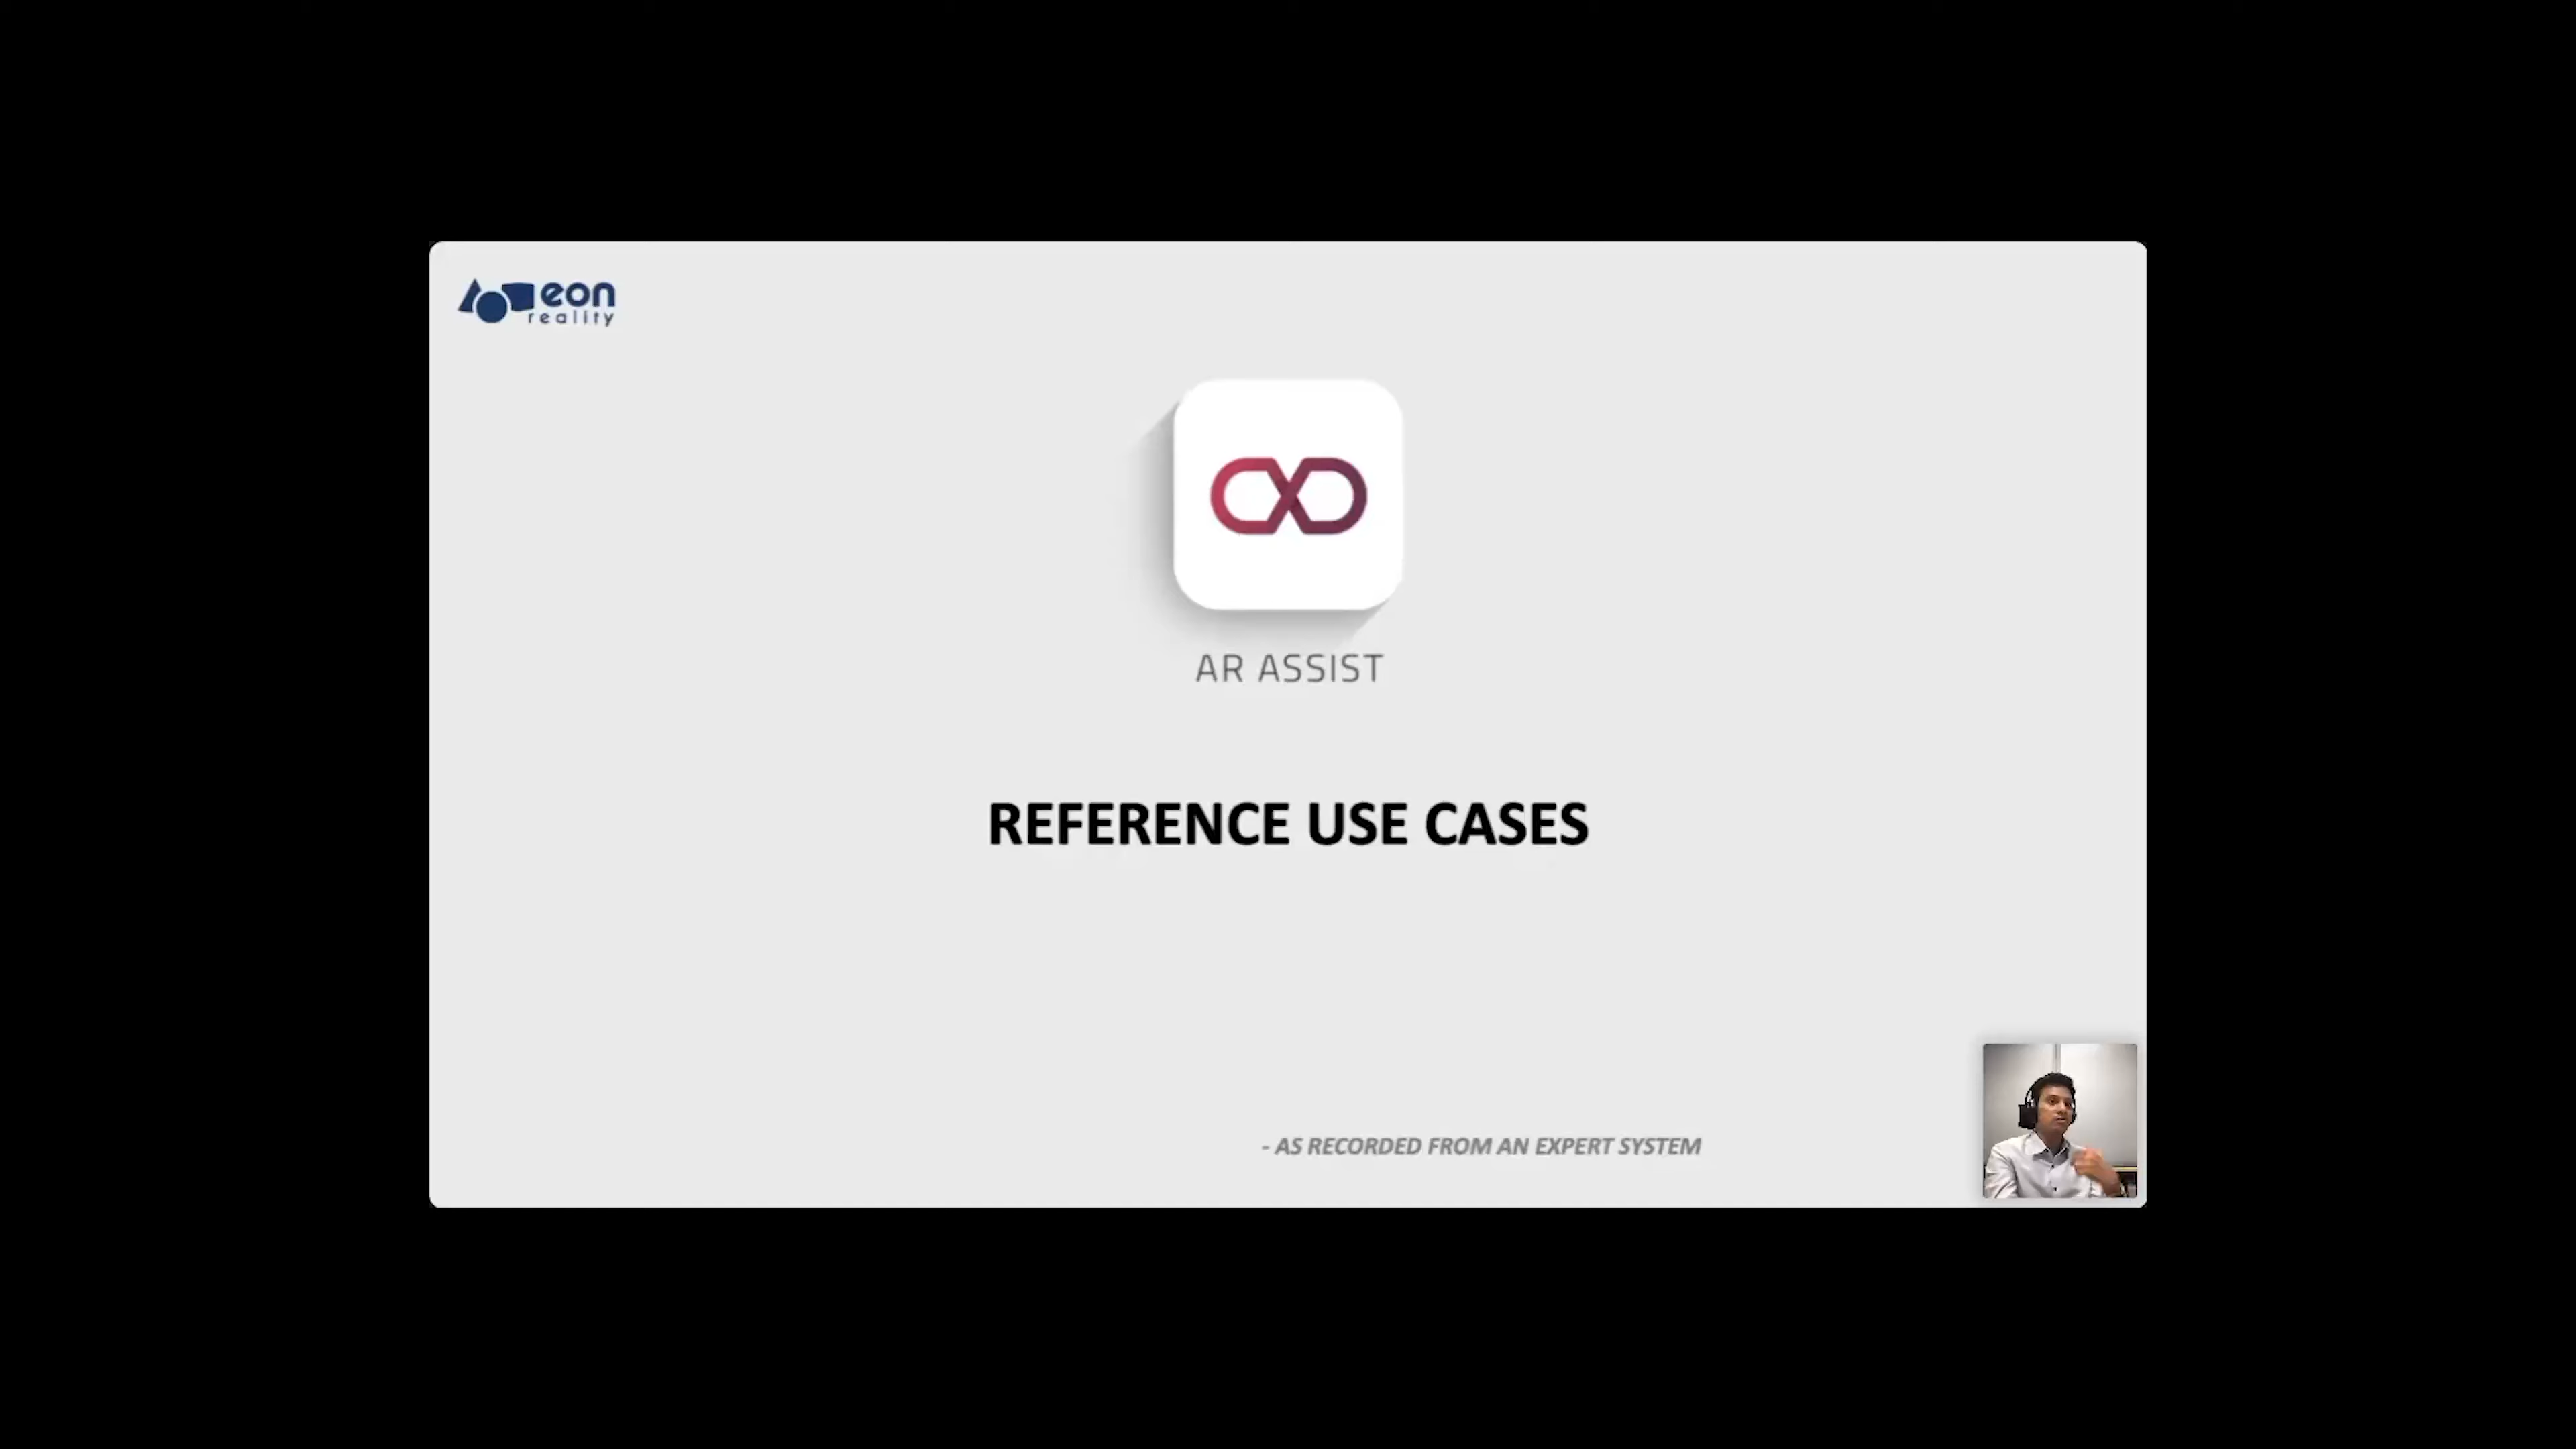 eon
reality
AR ASSIST
REFERENCE USE CASES
- AS RECORDED FROM AN EXPERT SYSTEM